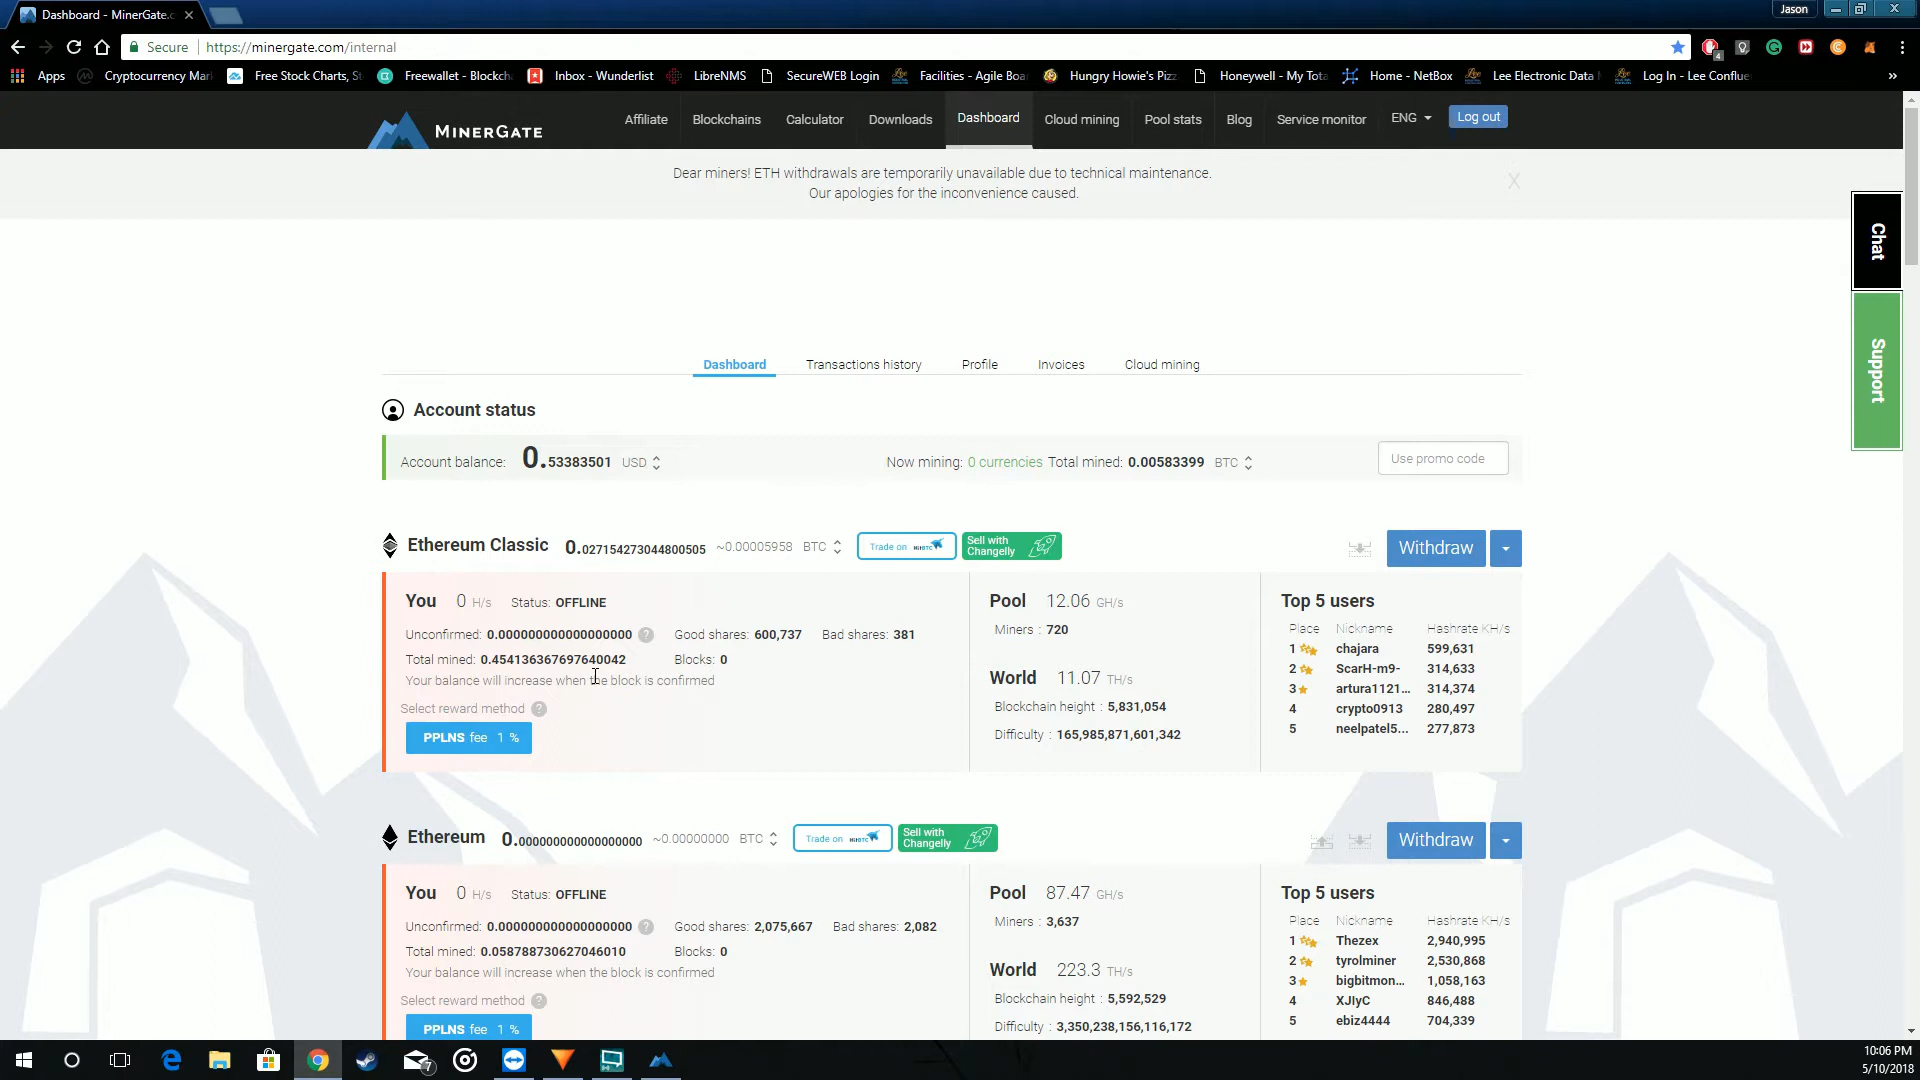 Dashboard - MinerGate.c
Jason
Secure https://minergate.com/internal
Apps Cryptocurrency Mar Free Stock Charts, S Freewallet - Blockch Inbox - Wunderlist LibreNMS SecureWEB Login Facilities - Agile Boa Hungry Howie's Pizz Honeywell - My Tota Home - NetBox Lee Electronic Data Log In - Lee Conflue »
MINERGATE Affiliate Blockchains Calculator Downloads Dashboard Cloud mining Pool stats Blog Service monitor ENG Log out
Dear miners! ETH withdrawals are temporarily unavailable due to technical maintenance.
Our apologies for the inconvenience caused.
X
Chat
Support
Dashboard Transactions history Profile Invoices Cloud mining
Account status
Account balance: 0.53383501 USD Now mining: 0 currencies Total mined: 0.00583399 BTC Use promo code
Ethereum Classic 0.027154273044800505 ~0.00005958 BTC Trade on HitBTC Sell with Changelly Withdraw
You 0 H/s Status: OFFLINE
Unconfirmed: 0.000000000000000000 ? Good shares: 600,737 Bad shares: 381
Total mined: 0.454136367697640042 Blocks: 0
Your balance will increase when the block is confirmed
Select reward method ?
PPLNS fee 1 %
Pool 12.06 GH/s
Miners : 720
World 11.07 TH/s
Blockchain height : 5,831,054
Difficulty : 165,985,871,601,342
Top 5 users
Place Nickname Hashrate KH/s
1 chajara 599,631
2 ScarH-m9- 314,633
3 artura1121... 314,374
4 crypto0913 280,497
5 neelpatel5... 277,873
Ethereum 0.000000000000000000 ~0.00000000 BTC Trade on HitBTC Sell with Changelly Withdraw
You 0 H/s Status: OFFLINE
Unconfirmed: 0.000000000000000000 ? Good shares: 2,075,667 Bad shares: 2,082
Total mined: 0.058788730627046010 Blocks: 0
Your balance will increase when the block is confirmed
Select reward method ?
PPLNS fee 1 %
Pool 87.47 GH/s
Miners : 3,637
World 223.3 TH/s
Blockchain height : 5,592,529
Difficulty : 3,350,238,156,116,172
Top 5 users
Place Nickname Hashrate KH/s
1 Thezex 2,940,995
2 tyrolminer 2,530,868
3 bigbitmon... 1,058,163
4 XJIyC 846,488
5 ebiz4444 704,339
7
10:06 PM
5/10/2018